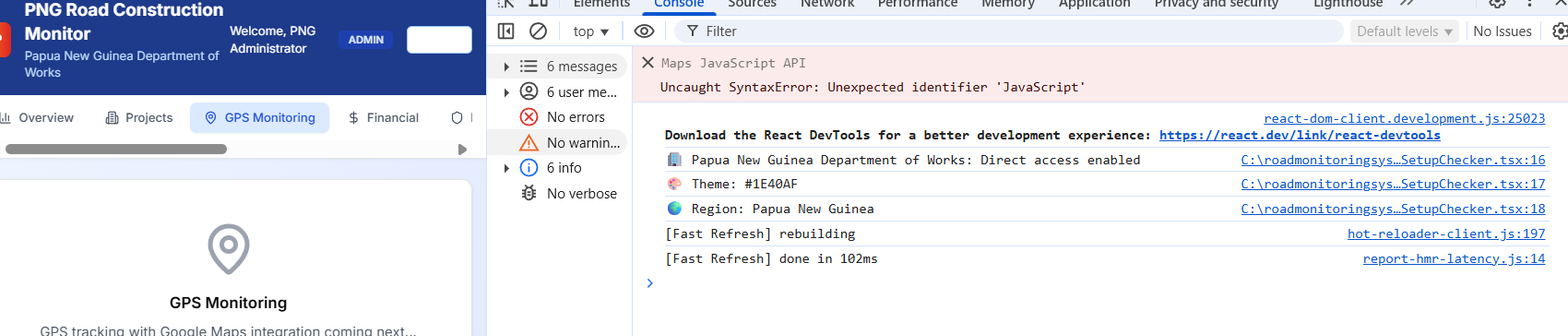 PNG Road Construction
Monitor
Papua New Guinea Department of
Works
Welcome, PNG
Administrator
ADMIN
Overview
Projects
GPS Monitoring
Financial
GPS Monitoring
GPS tracking with Google Maps integration coming next...
Elements
Console
Sources
Network
Performance
Memory
Application
Privacy and security
Lighthouse
top
Filter
Default levels
No Issues
6 messages
6 user me...
No errors
No warnin...
6 info
No verbose
Maps JavaScript API
Uncaught SyntaxError: Unexpected identifier 'JavaScript'
react-dom-client.development.js:25023
Download the React DevTools for a better development experience: https://react.dev/link/react-devtools
Papua New Guinea Department of Works: Direct access enabled C:\roadmonitoringsys…SetupChecker.tsx:16
Theme: #1E40AF C:\roadmonitoringsys…SetupChecker.tsx:17
Region: Papua New Guinea C:\roadmonitoringsys…SetupChecker.tsx:18
[Fast Refresh] rebuilding hot-reloader-client.js:197
[Fast Refresh] done in 102ms report-hmr-latency.js:14